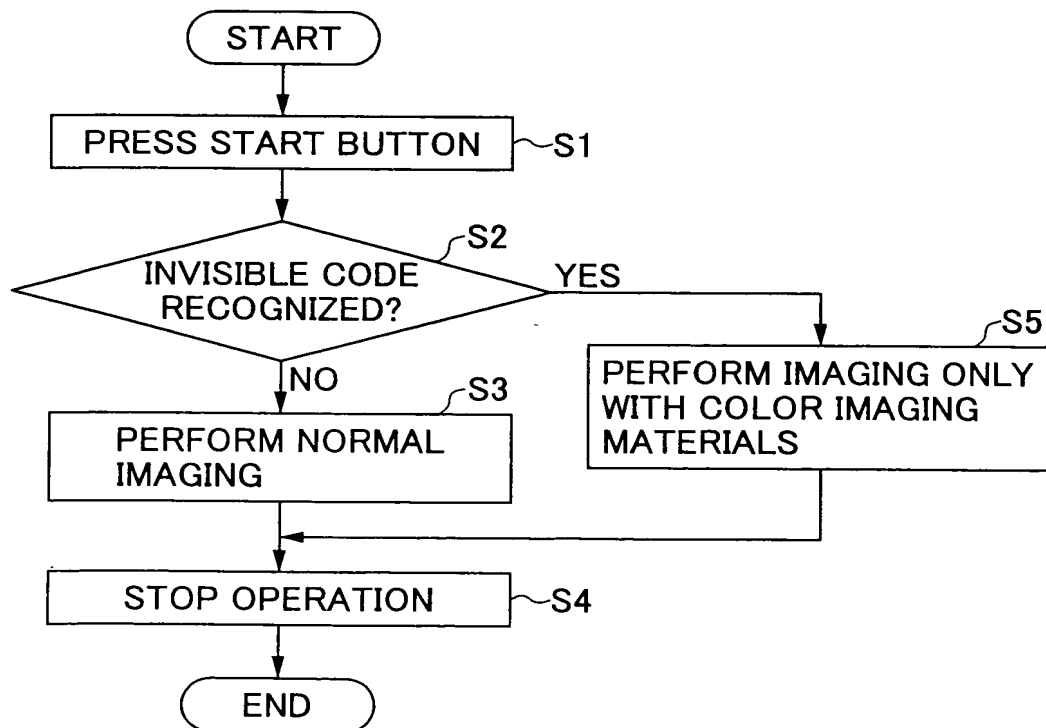 START
PRESS START BUTTON
S1
S2
INVISIBLE CODE
RECOGNIZED?
YES
NO
S5
PERFORM IMAGING ONLY
WITH COLOR IMAGING
MATERIALS
S3
PERFORM NORMAL
IMAGING
STOP OPERATION
S4
END